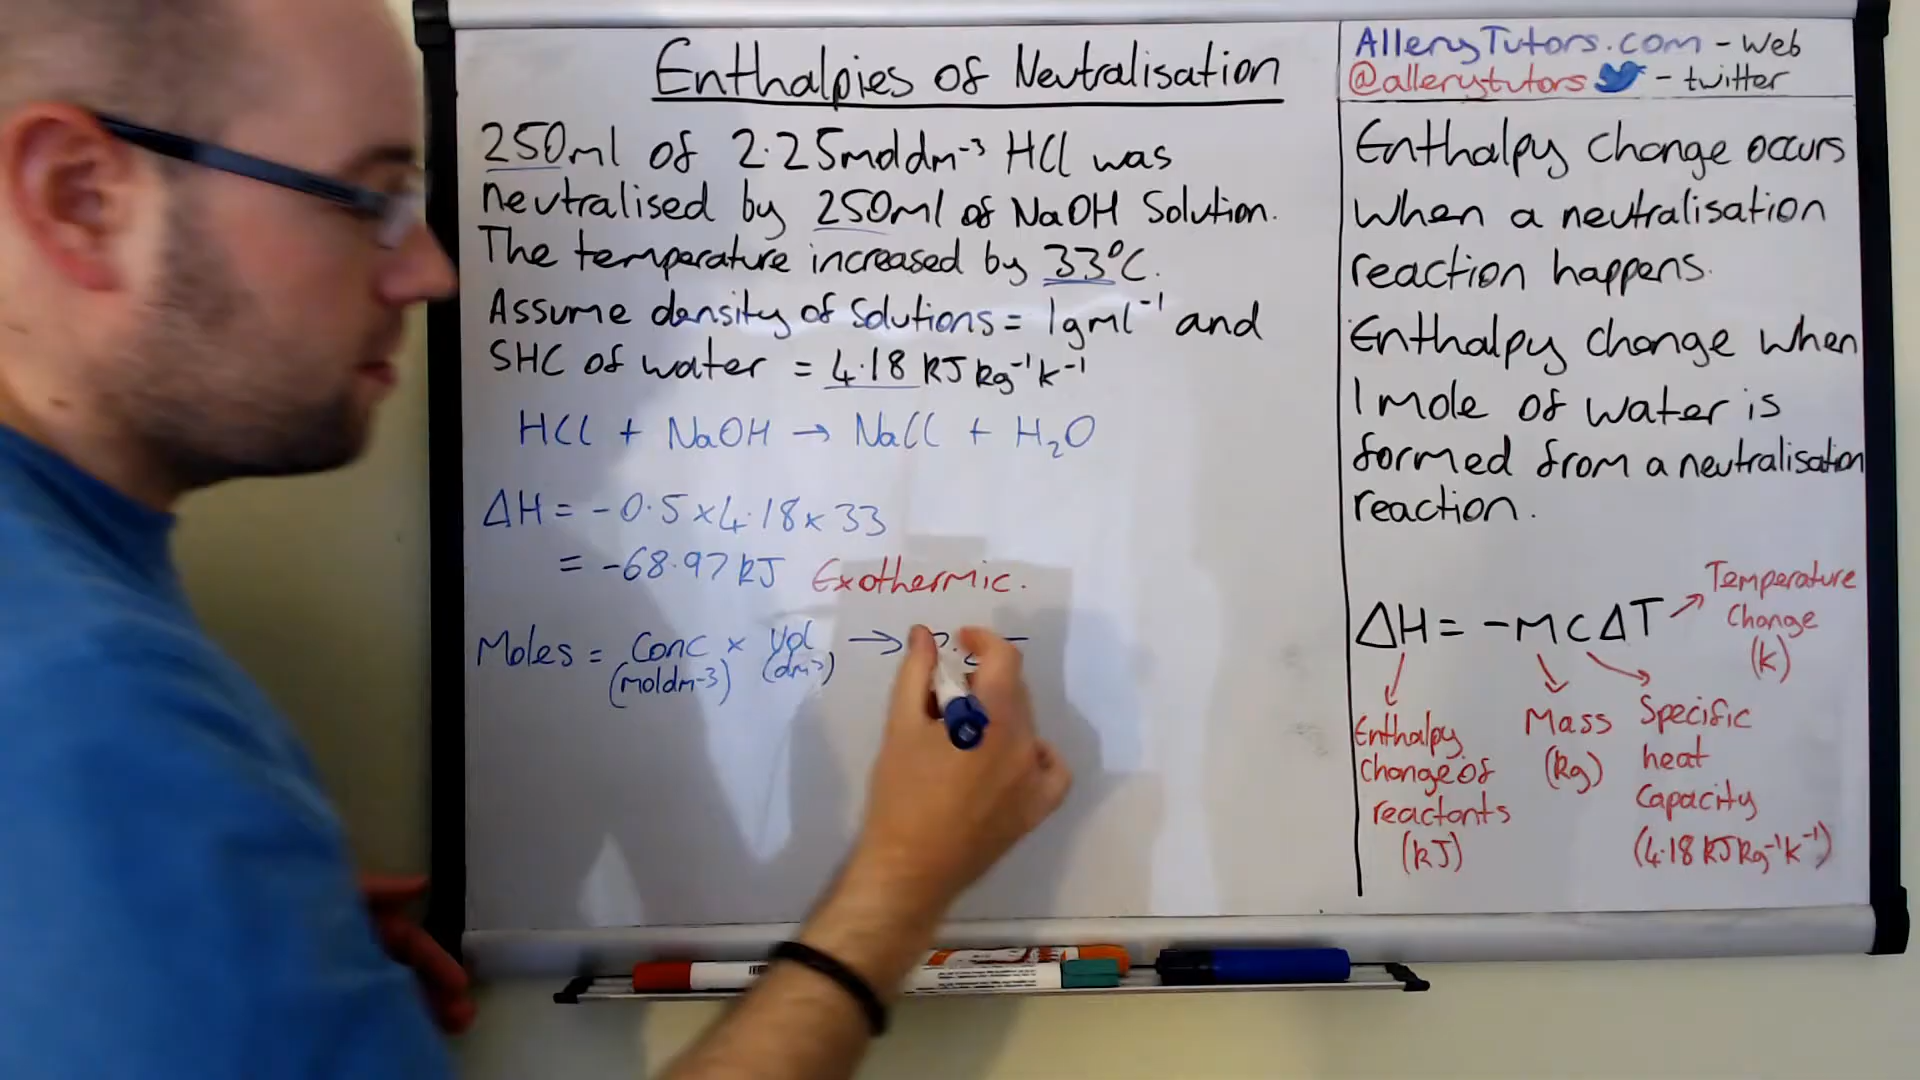 Enthalpies of Neutralisation
250ml of 2.25moldm⁻³ HCl was
neutralised by 250ml of NaOH Solution.
The temperature increased by 33°C.
Assume density of Solutions = 1gml⁻¹ and
SHC of water = 4.18 kJ kg⁻¹k⁻¹
HCl + NaOH → NaCl + H₂O
ΔH = -0.5 x 4.18 x 33
= -68.97 kJ Exothermic.
Moles = Conc x Vol →
(moldm-3) (dm³)
AlleryTutors.com - Web
@allerytutors - twitter
Enthalpy change occurs
When a neutralisation
reaction happens.
Enthalpy change when
1 mole of water is
formed from a neutralisation
reaction.
ΔH = -MCΔT
Temperature
Change
(k)
Enthalpy
Change of
reactants
(kJ)
Mass
(kg)
Specific
heat
Capacity
(4.18 kJ kg⁻¹k⁻¹)